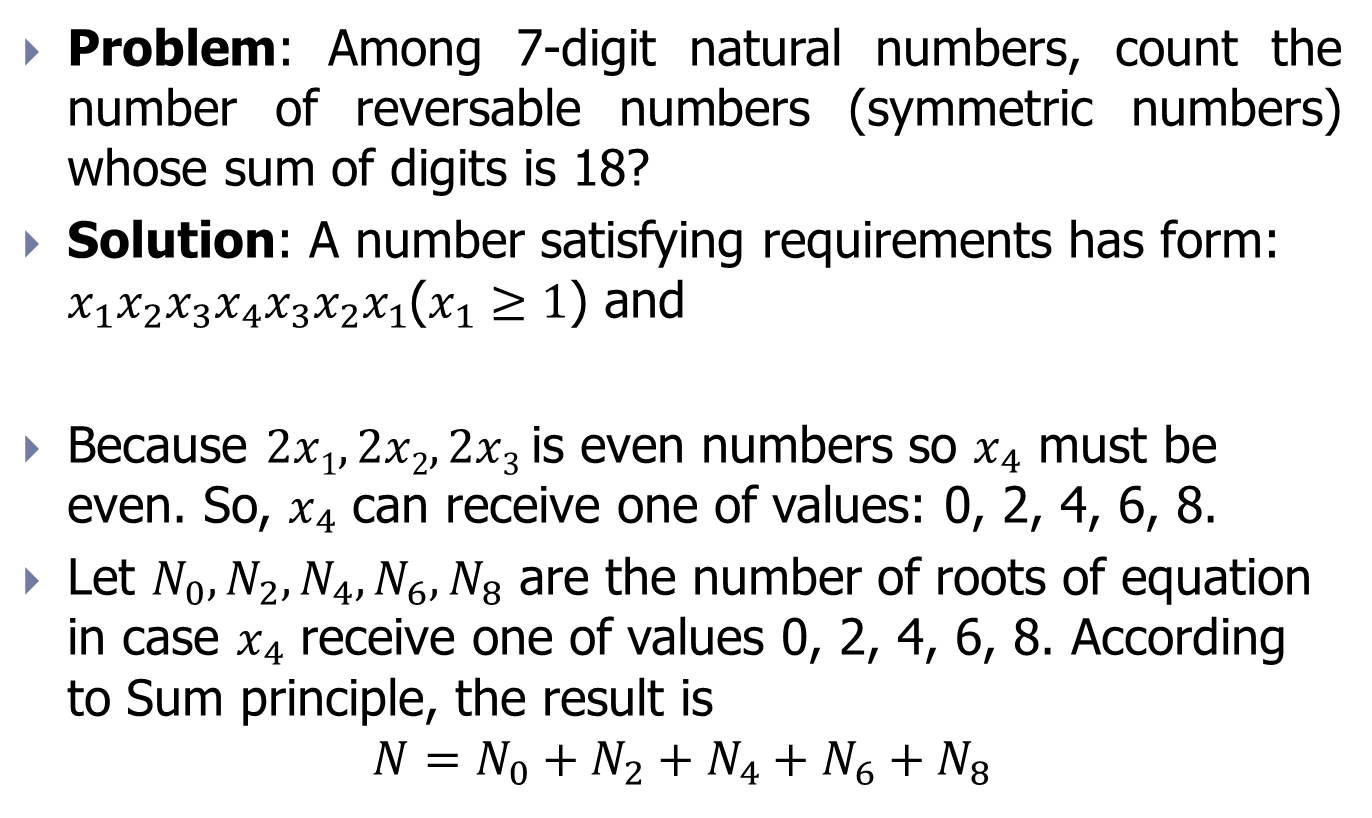 Problem: Among 7-digit natural numbers, count the
number of reversable numbers (symmetric numbers)
whose sum of digits is 18?
Solution: A number satisfying requirements has form:
x₁x₂x₃x₄x₃x₂x₁(x₁ ≥ 1) and
Because 2x₁, 2x₂, 2x₃ is even numbers so x₄ must be
even. So, x₄ can receive one of values: 0, 2, 4, 6, 8.
Let N₀, N₂, N₄, N₆, N₈ are the number of roots of equation
in case x₄ receive one of values 0, 2, 4, 6, 8. According
to Sum principle, the result is
N = N₀ + N₂ + N₄ + N₆ + N₈